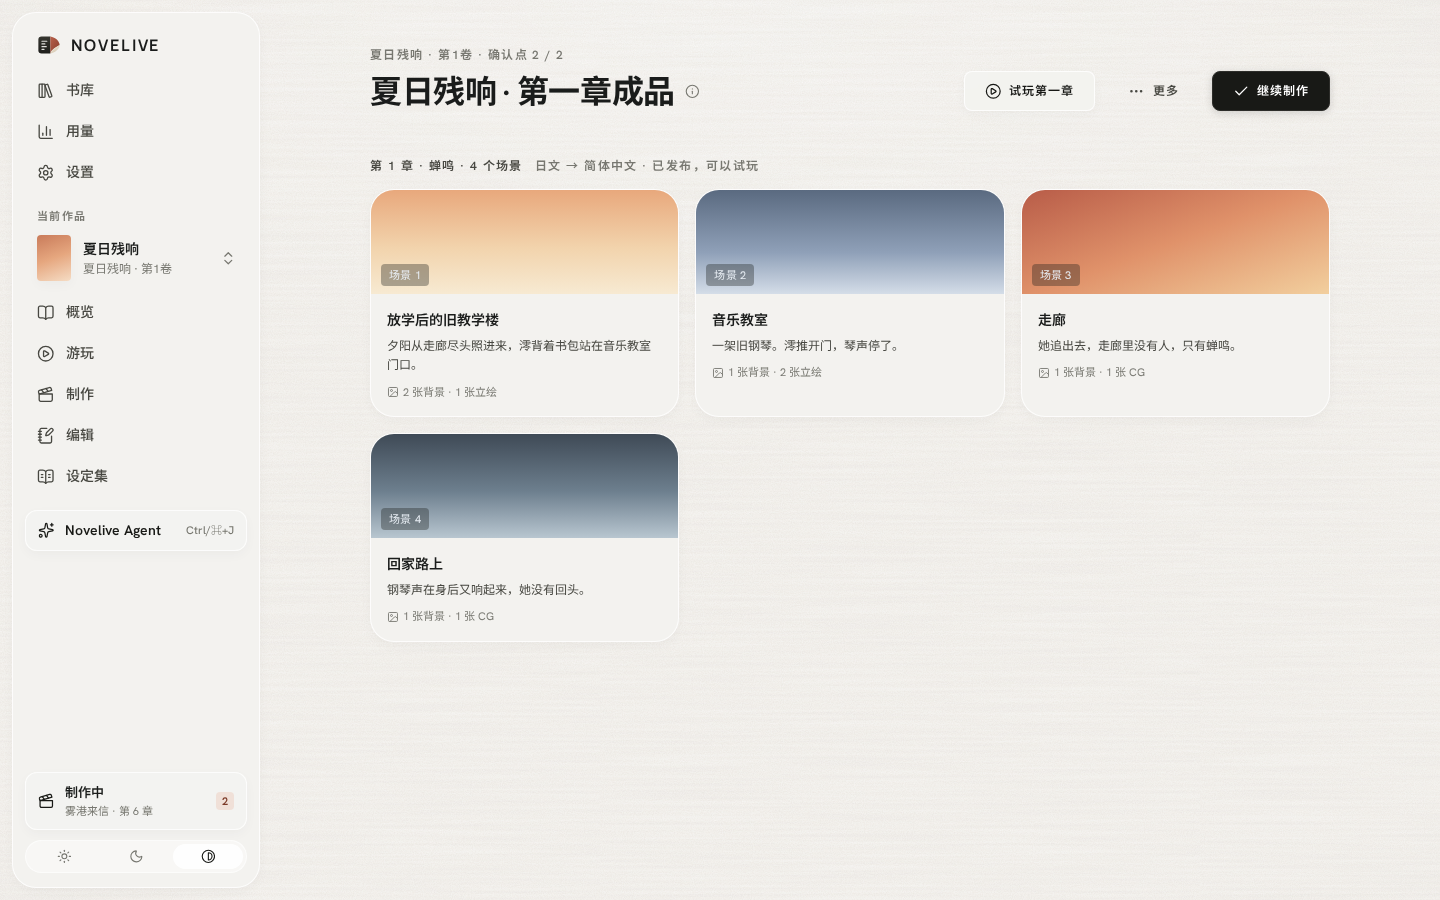 NOVELIVE
书库
用量
设置
当前作品
夏日残响
夏日残响 · 第1卷
概览
游玩
制作
编辑
设定集
Novelive Agent Ctrl/⌘+J
制作中
雾港来信 · 第 6 章
2
夏日残响 · 第1卷 · 确认点 2 / 2
夏日残响 · 第一章成品
试玩第一章
更多
继续制作
第 1 章 · 蝉鸣 · 4 个场景 日文 → 简体中文 · 已发布，可以试玩
场景 1
放学后的旧教学楼
夕阳从走廊尽头照进来，澪背着书包站在音乐教室
门口。
2 张背景 · 1 张立绘
场景 2
音乐教室
一架旧钢琴。澪推开门，琴声停了。
1 张背景 · 2 张立绘
场景 3
走廊
她追出去，走廊里没有人，只有蝉鸣。
1 张背景 · 1 张 CG
场景 4
回家路上
钢琴声在身后又响起来，她没有回头。
1 张背景 · 1 张 CG